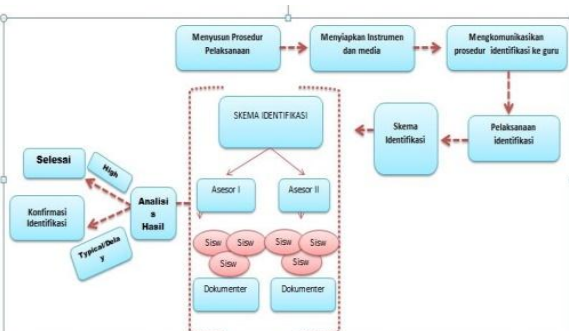 Menyusun Prosedur
Pelaksanaan
Menyiapkan Instrumen
dan media
Mengkomunikasikan
prosedur identifikasi ke guru
Pelaksanaan
identifikasi
Skema
Identifikasi
SKEMA IDENTIFIKASI
Asesor I
Asesor II
Sisw
Sisw
Sisw
Sisw
Sisw
Sisw
Dokumenter
Dokumenter
Analisi
s
Hasil
High
Selesai
Typical/Dela
y
Konfirmasi
Identifikasi